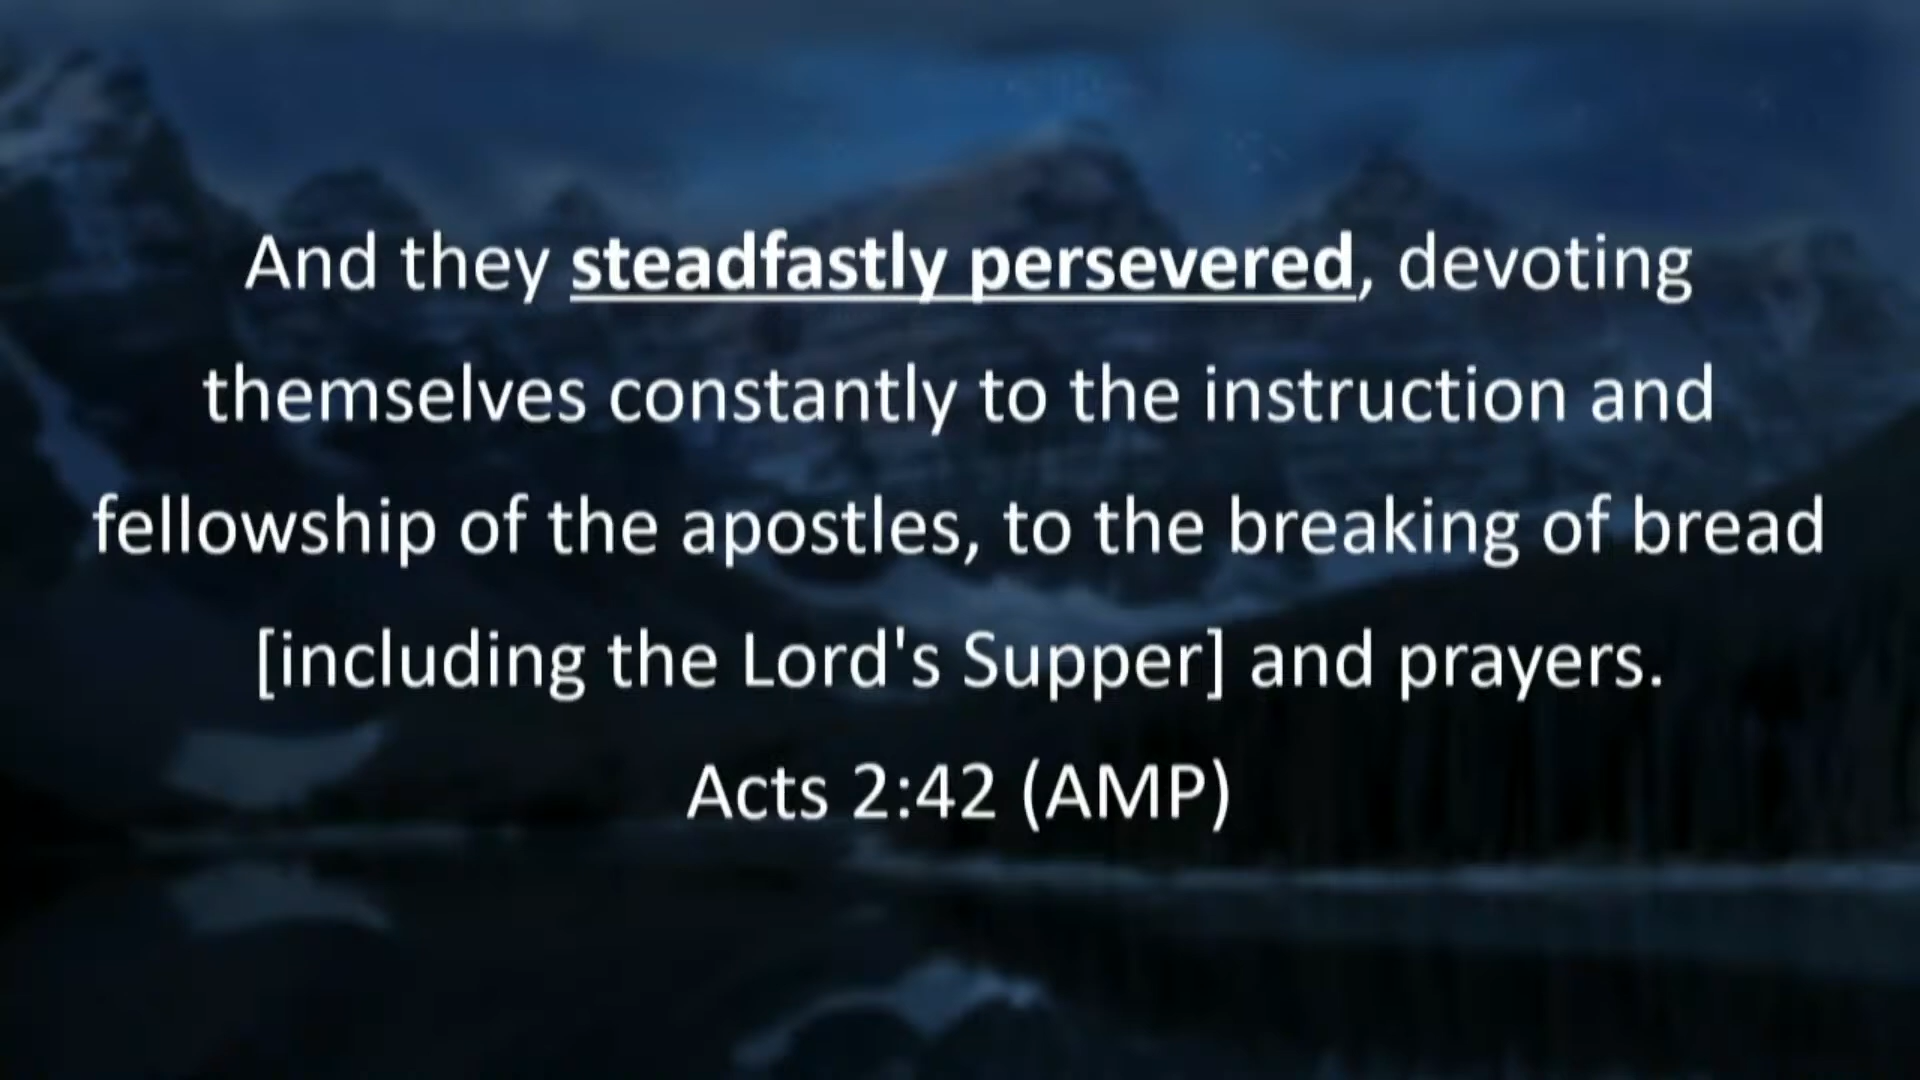 And they steadfastly persevered, devoting
themselves constantly to the instruction and
fellowship of the apostles, to the breaking of bread
[including the Lord's Supper] and prayers.
Acts 2:42 (AMP)